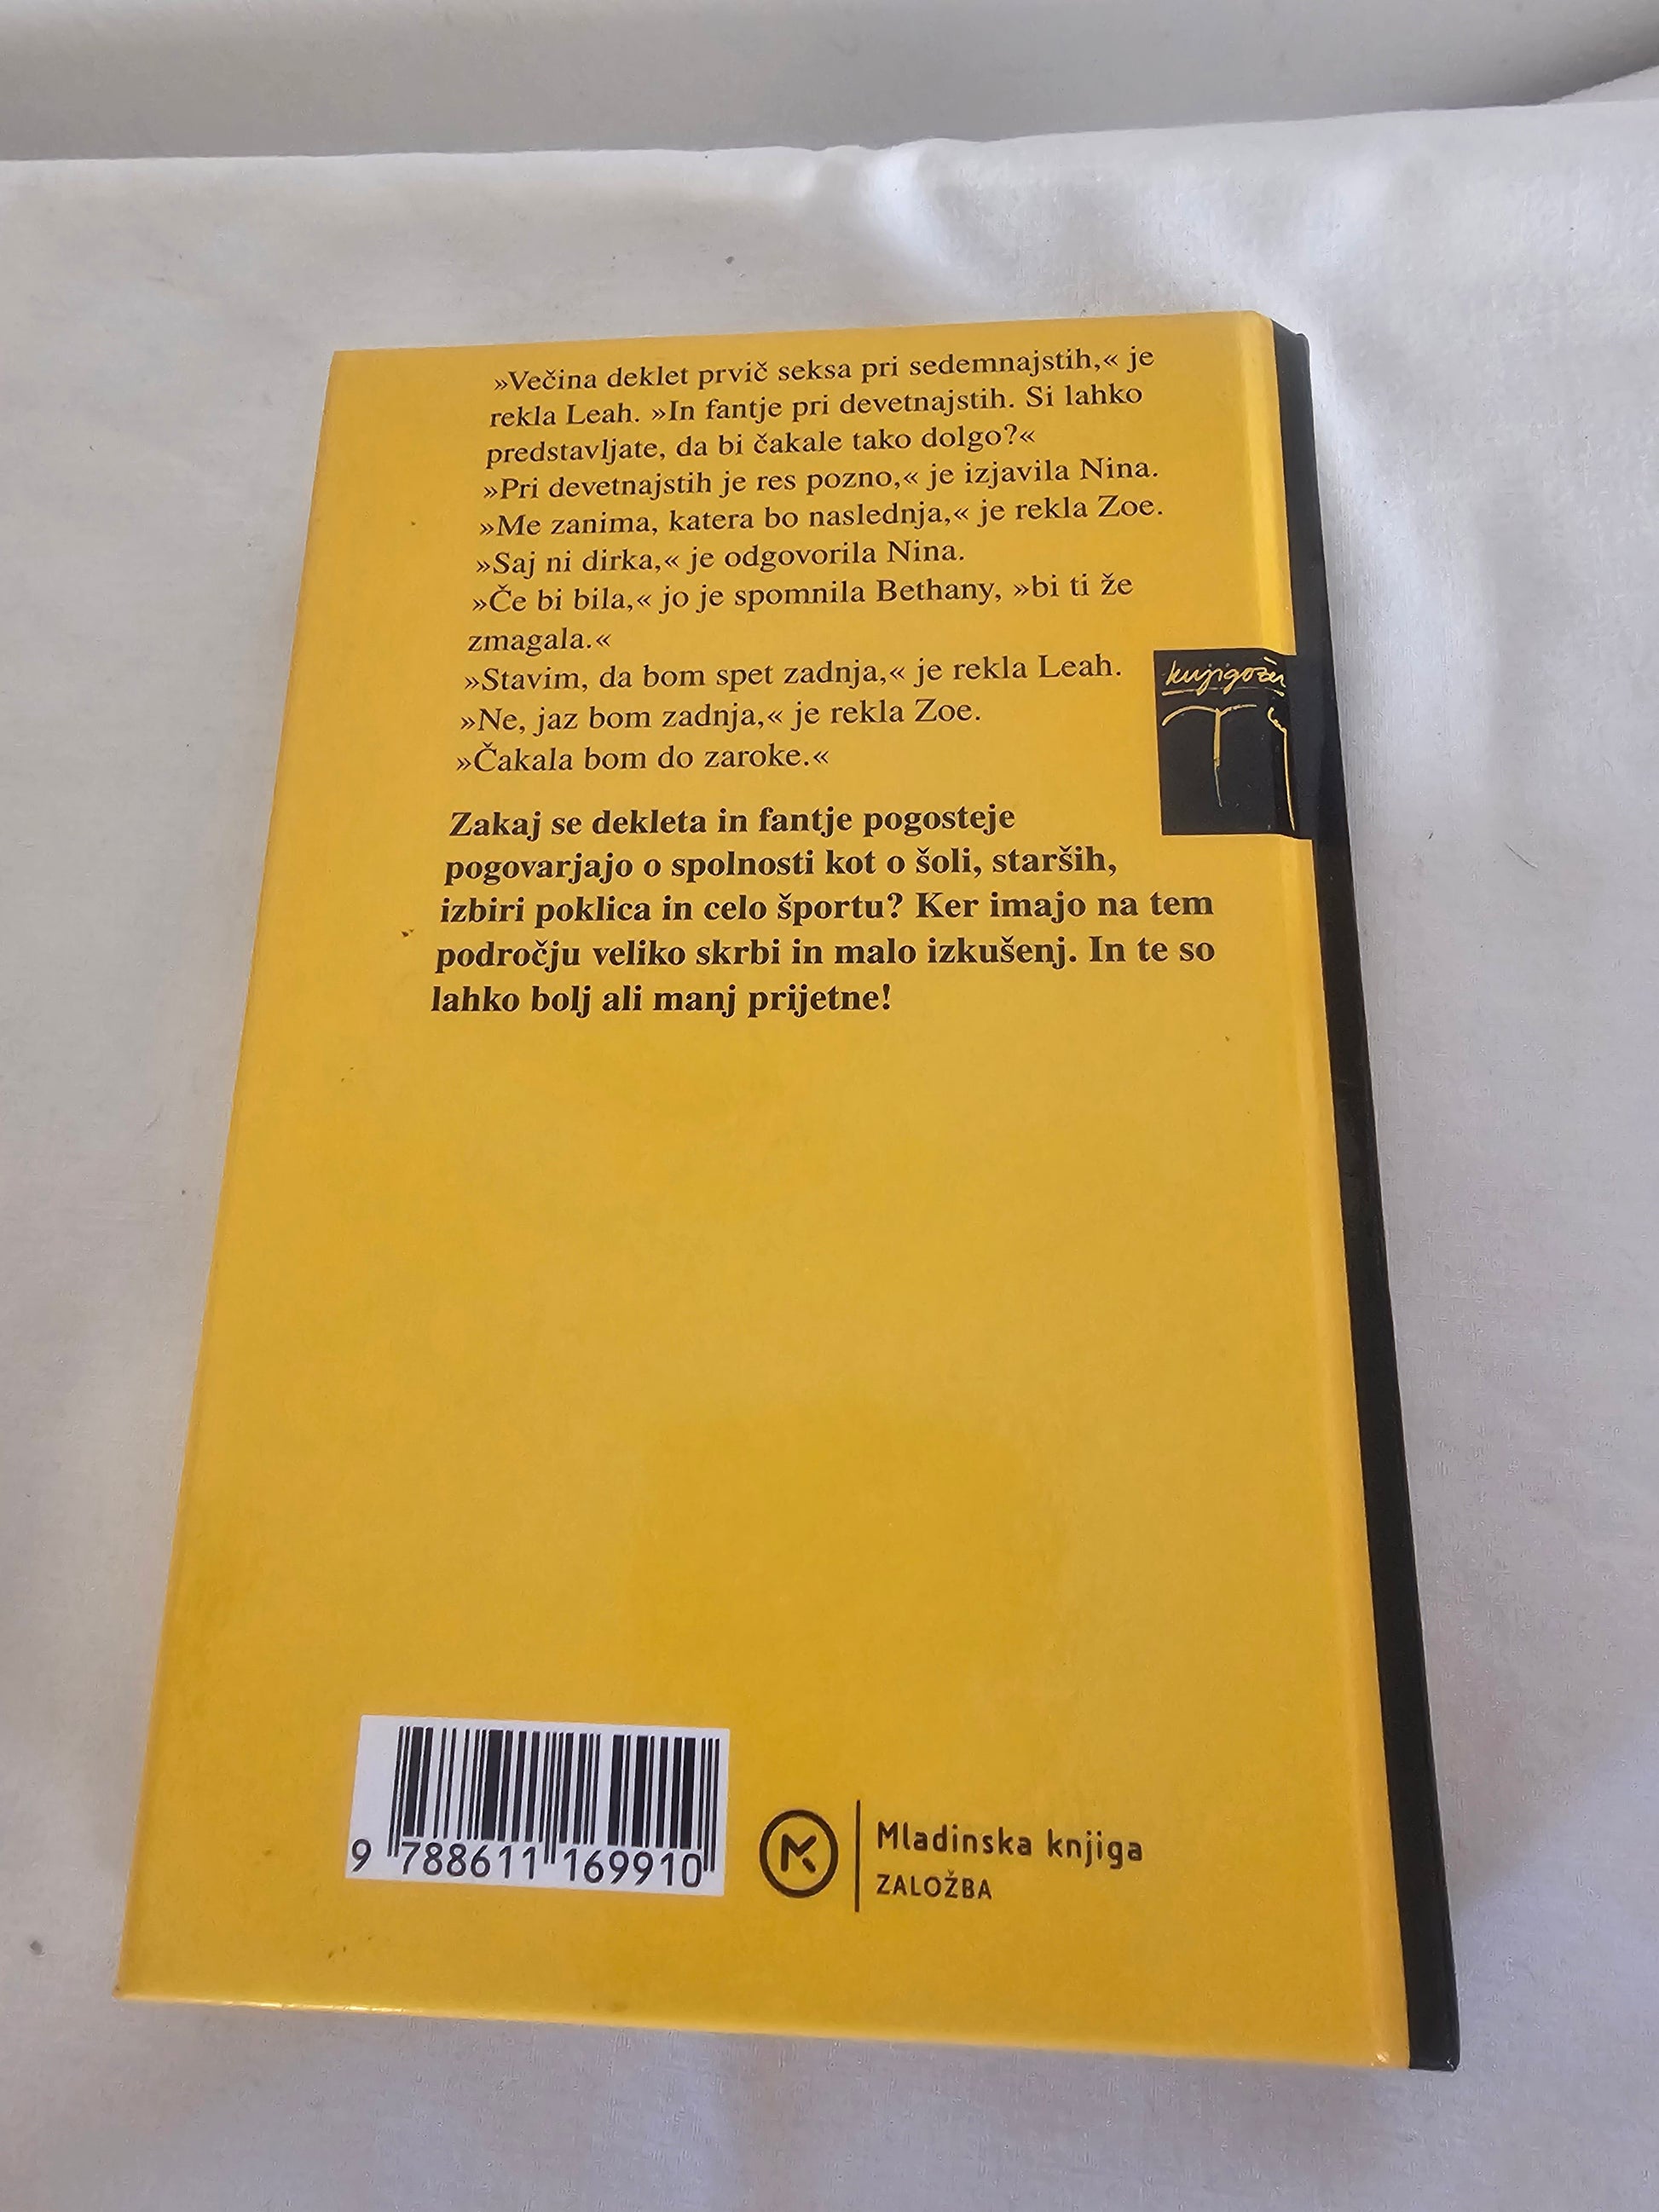 »Večina deklet prvič seksa pri sedemnajstih,« je
rekla Leah. »In fantje pri devetnajstih. Si lahko
predstavljate, da bi čakale tako dolgo?«
»Pri devetnajstih je res pozno,« je izjavila Nina.
»Me zanima, katera bo naslednja,« je rekla Zoe.
»Saj ni dirka,« je odgovorila Nina.
»Če bi bila,« jo je spomnila Bethany, »bi ti že
zmagala.«
»Stavim, da bom spet zadnja,« je rekla Leah.
»Ne, jaz bom zadnja,« je rekla Zoe.
»Čakala bom do zaroke.«
knjigožer
Zakaj se dekleta in fantje pogosteje
pogovarjajo o spolnosti kot o šoli, starših,
izbiri poklica in celo športu? Ker imajo na tem
področju veliko skrbi in malo izkušenj. In te so
lahko bolj ali manj prijetne!
9 788611 169910
Mladinska knjiga
ZALOŽBA